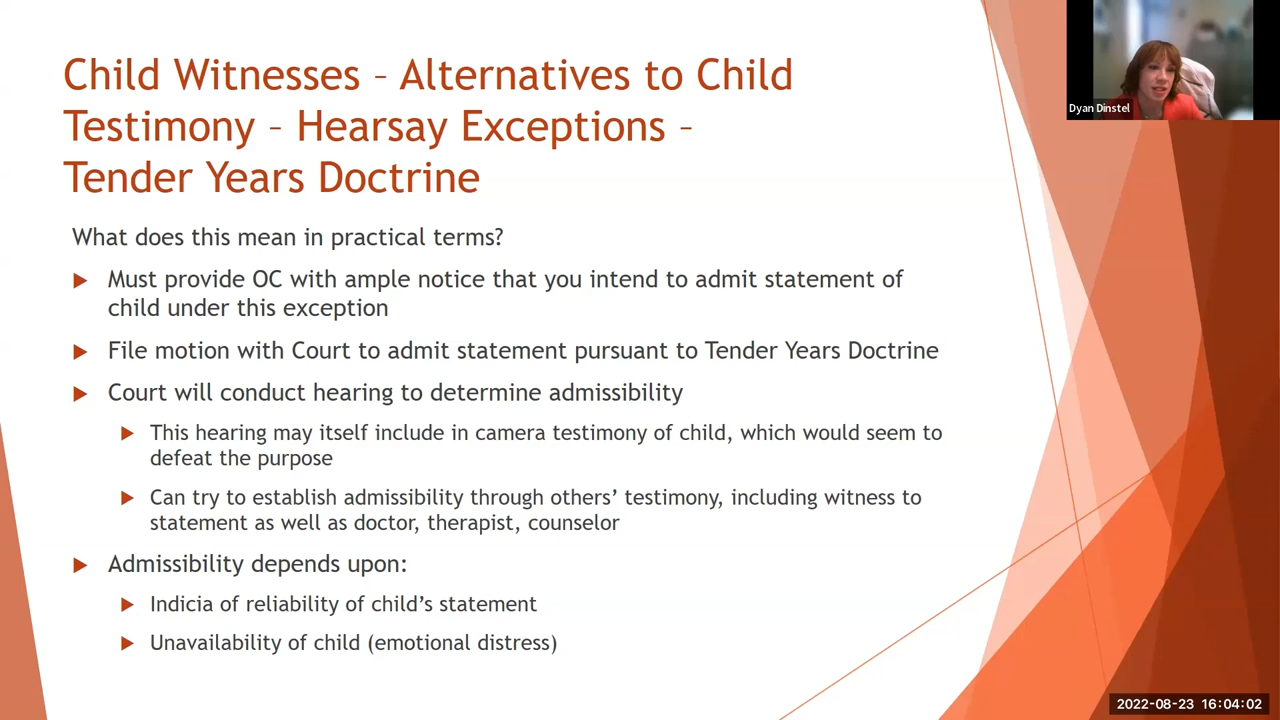 Child Witnesses – Alternatives to Child
Testimony – Hearsay Exceptions –
Tender Years Doctrine
Dyan Dinstel
What does this mean in practical terms?
Must provide OC with ample notice that you intend to admit statement of
child under this exception
File motion with Court to admit statement pursuant to Tender Years Doctrine
Court will conduct hearing to determine admissibility
This hearing may itself include in camera testimony of child, which would seem to
defeat the purpose
Can try to establish admissibility through others’ testimony, including witness to
statement as well as doctor, therapist, counselor
Admissibility depends upon:
Indicia of reliability of child’s statement
Unavailability of child (emotional distress)
2022-08-23 16:04:02